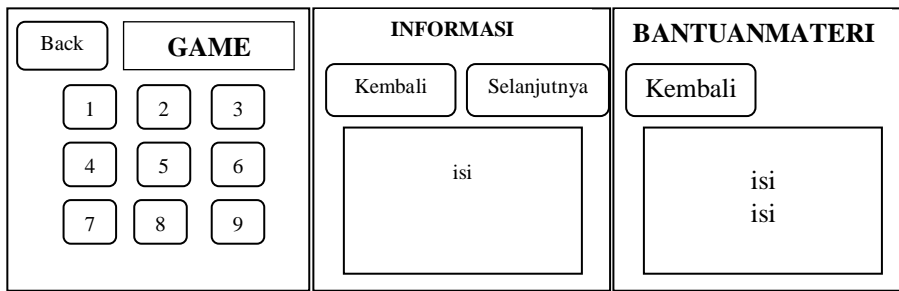 Back
GAME
1 2 3
4 5 6
7 8 9
INFORMASI
Kembali Selanjutnya
isi
BANTUANMATERI
Kembali
isi
isi